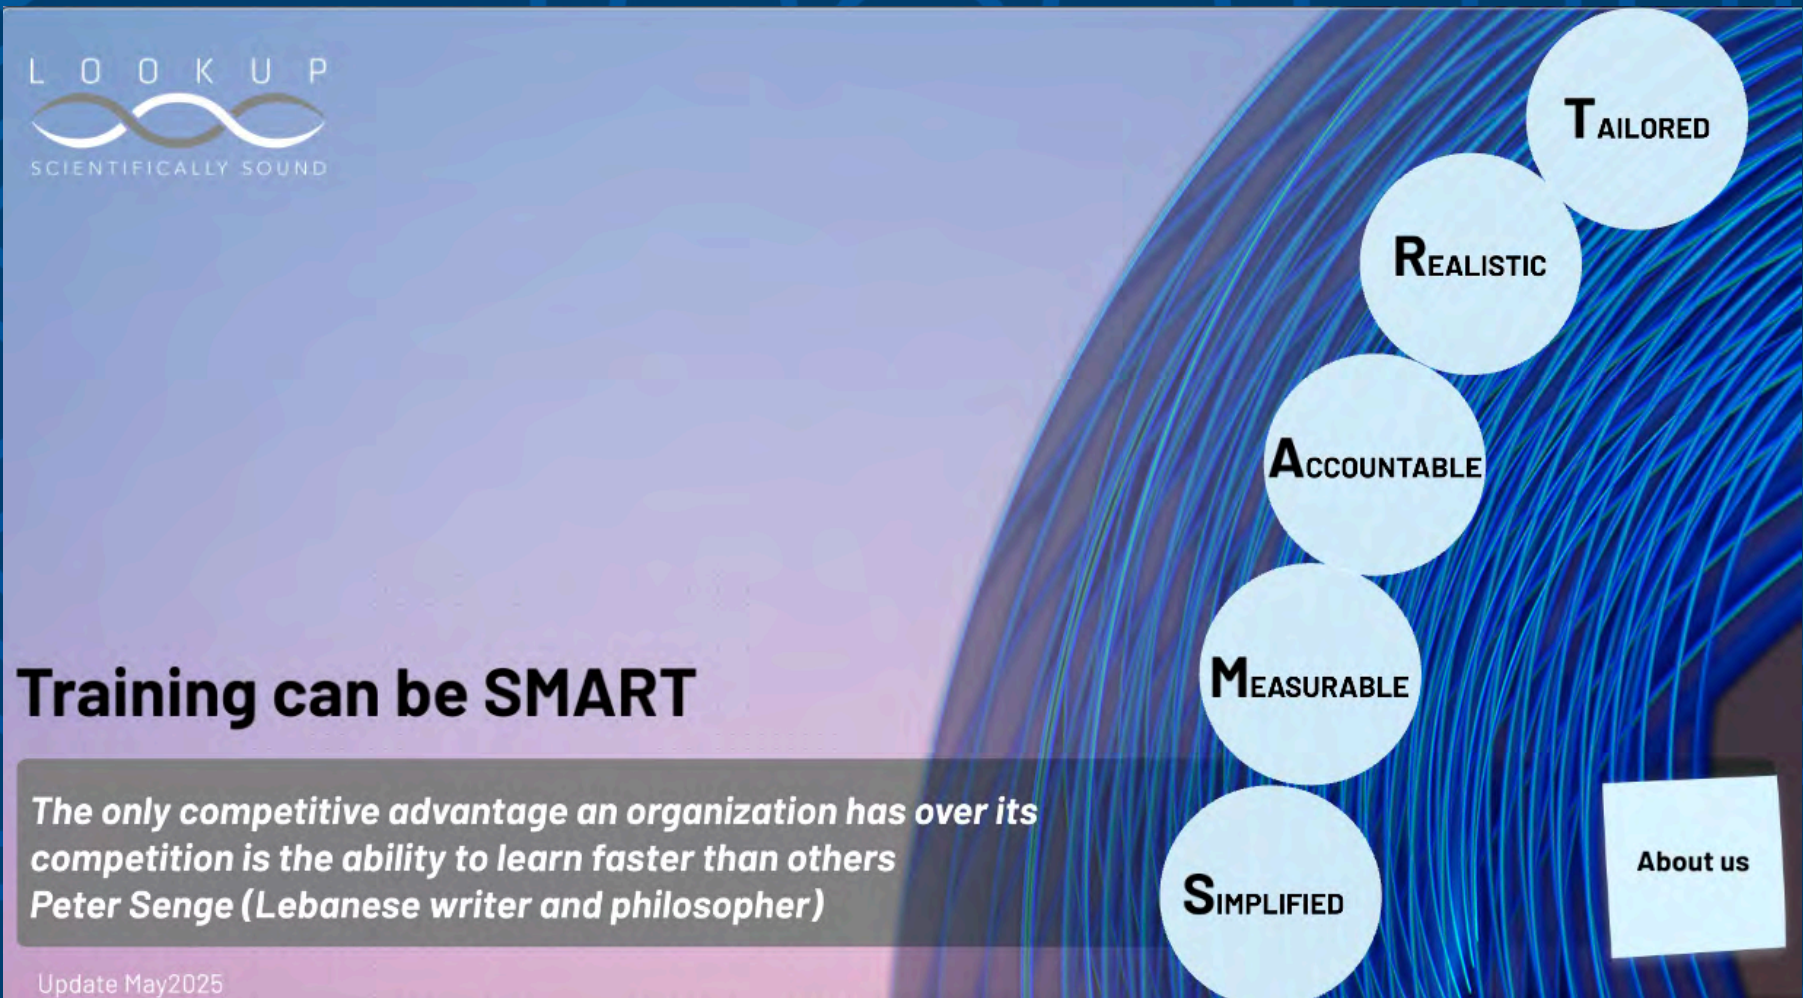 LOOKUP
SCIENTIFICALLY SOUND
TAILORED
REALISTIC
ACCOUNTABLE
MEASURABLE
SIMPLIFIED
Training can be SMART
The only competitive advantage an organization has over its
competition is the ability to learn faster than others
Peter Senge (Lebanese writer and philosopher)
About us
Update May2025